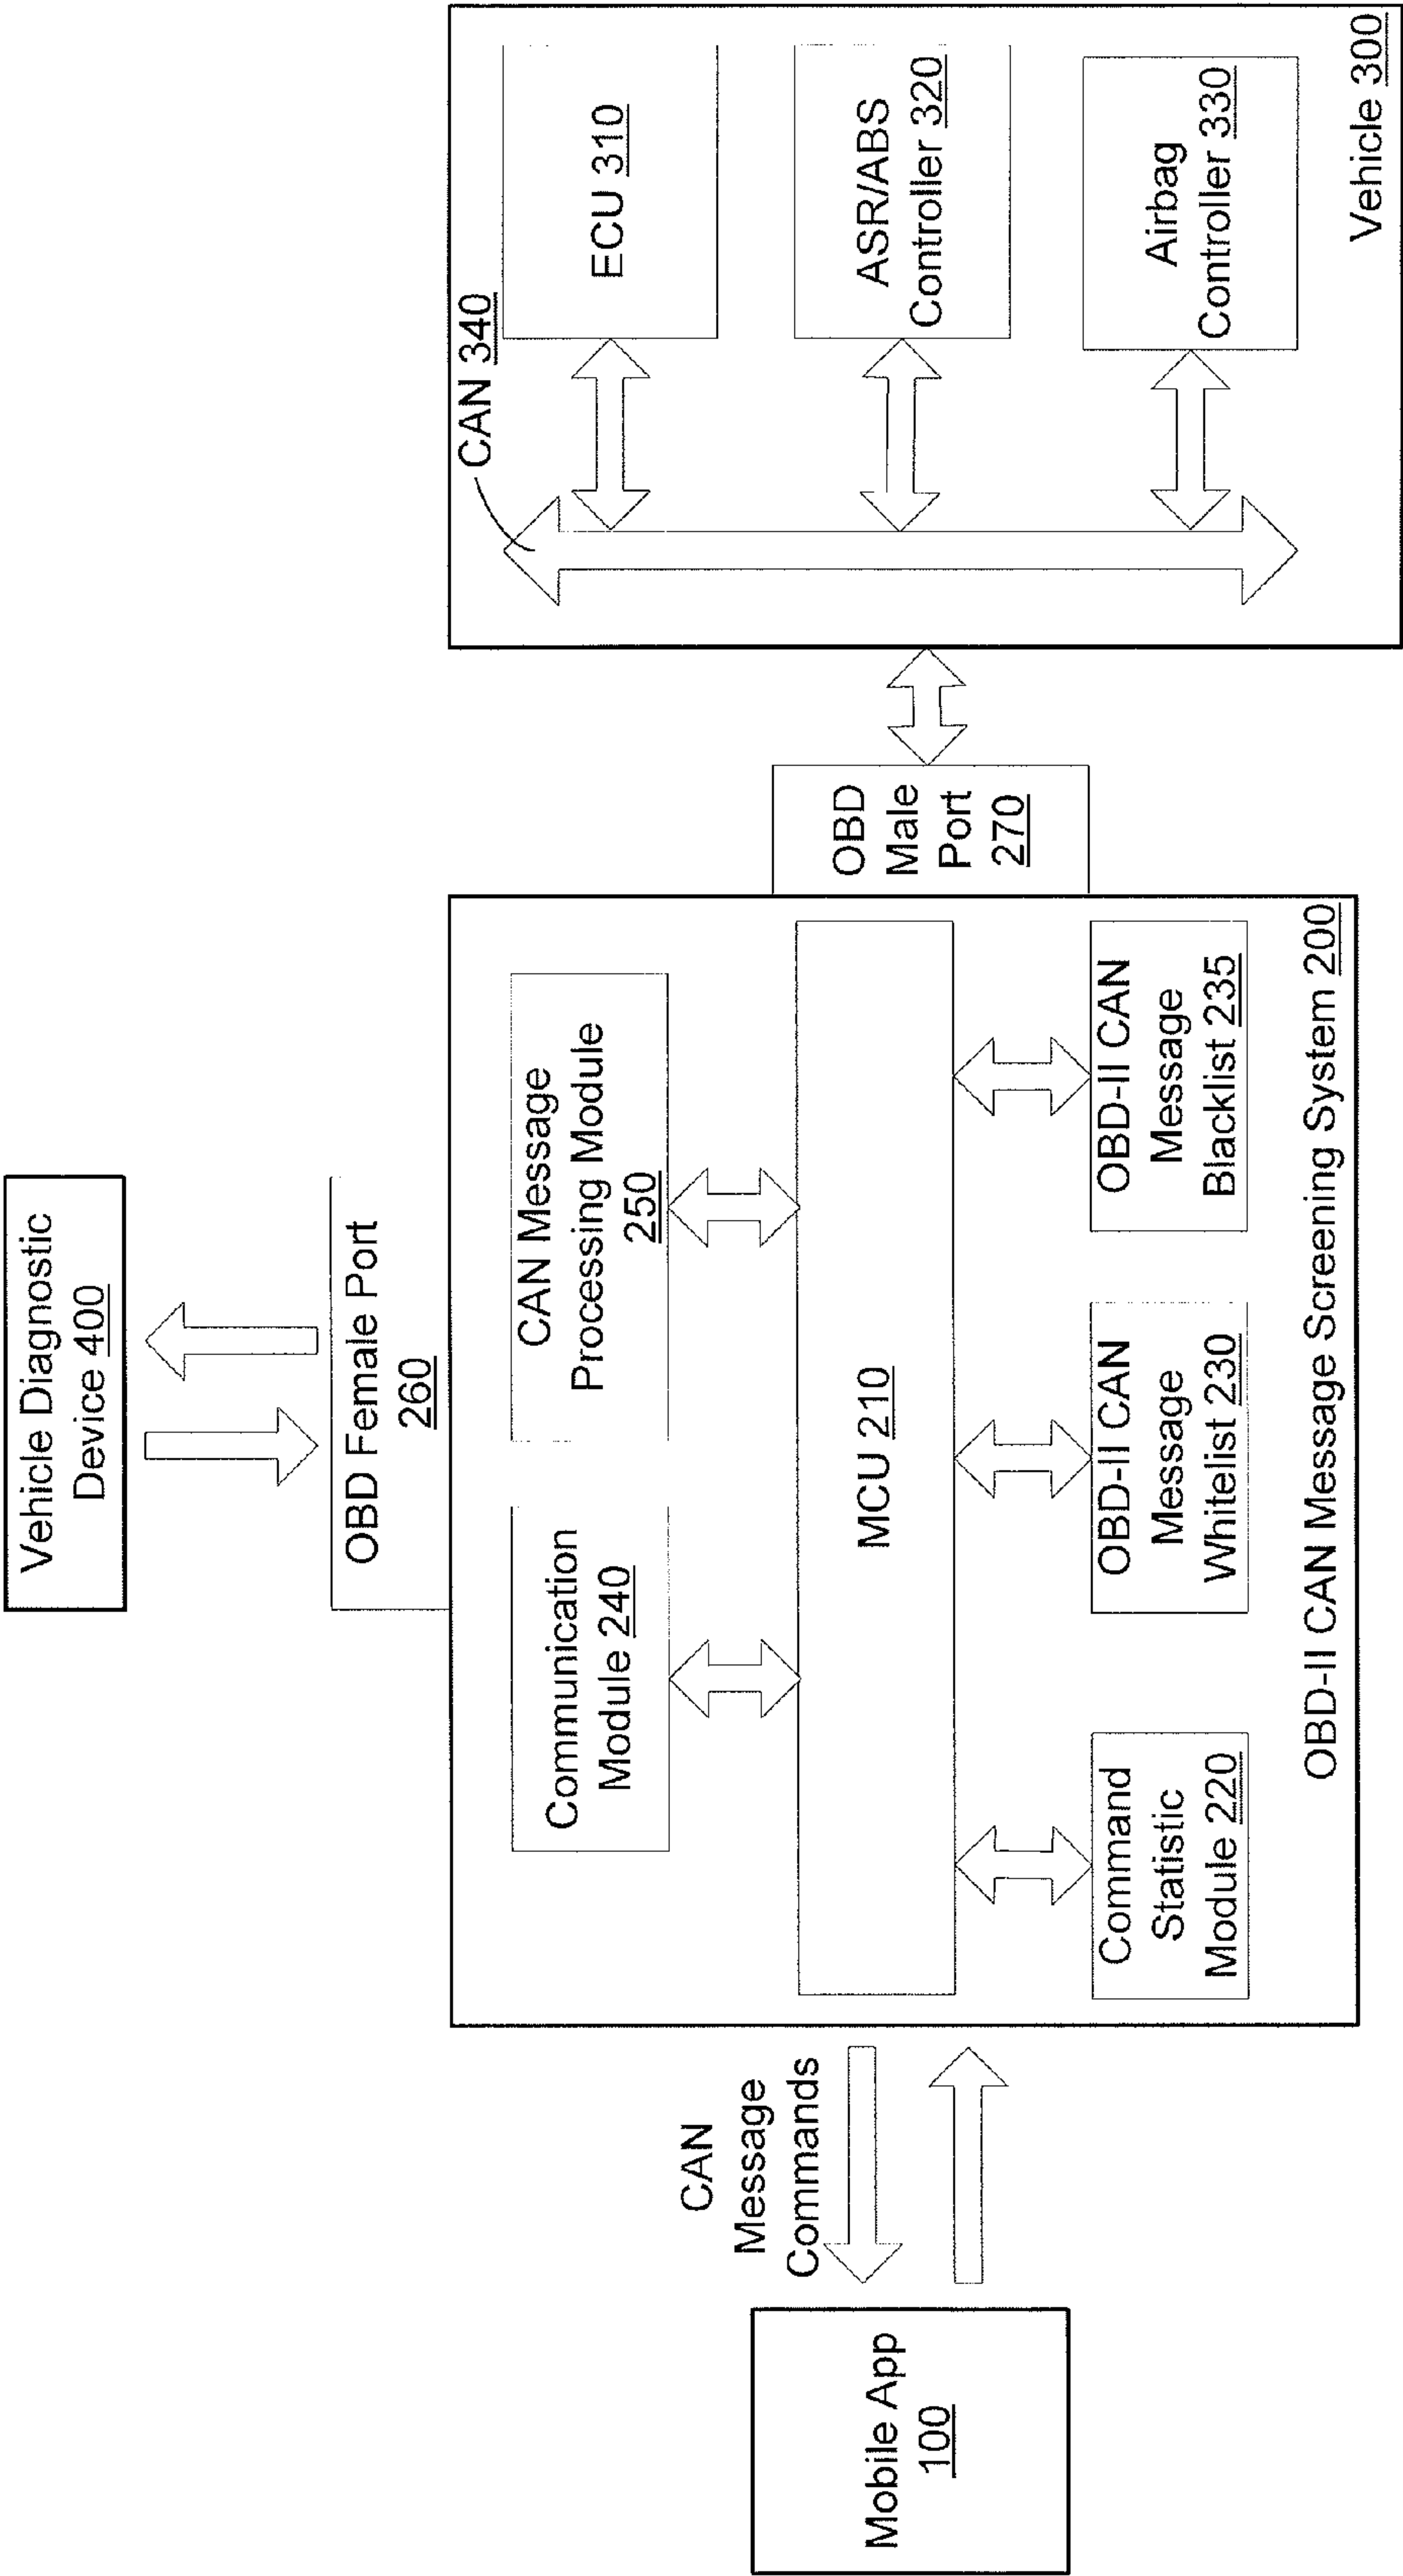 Vehicle Diagnostic
Device 400
OBD Female Port
260
CAN
Message
Commands
Mobile App
100
Communication
Module 240
CAN Message
Processing Module
250
MCU 210
Command
Statistic
Module 220
OBD-II CAN
Message
Whitelist 230
OBD-II CAN
Message
Blacklist 235
OBD-II CAN Message Screening System 200
OBD
Male
Port
270
CAN 340
ECU 310
ASR/ABS
Controller 320
Airbag
Controller 330
Vehicle 300